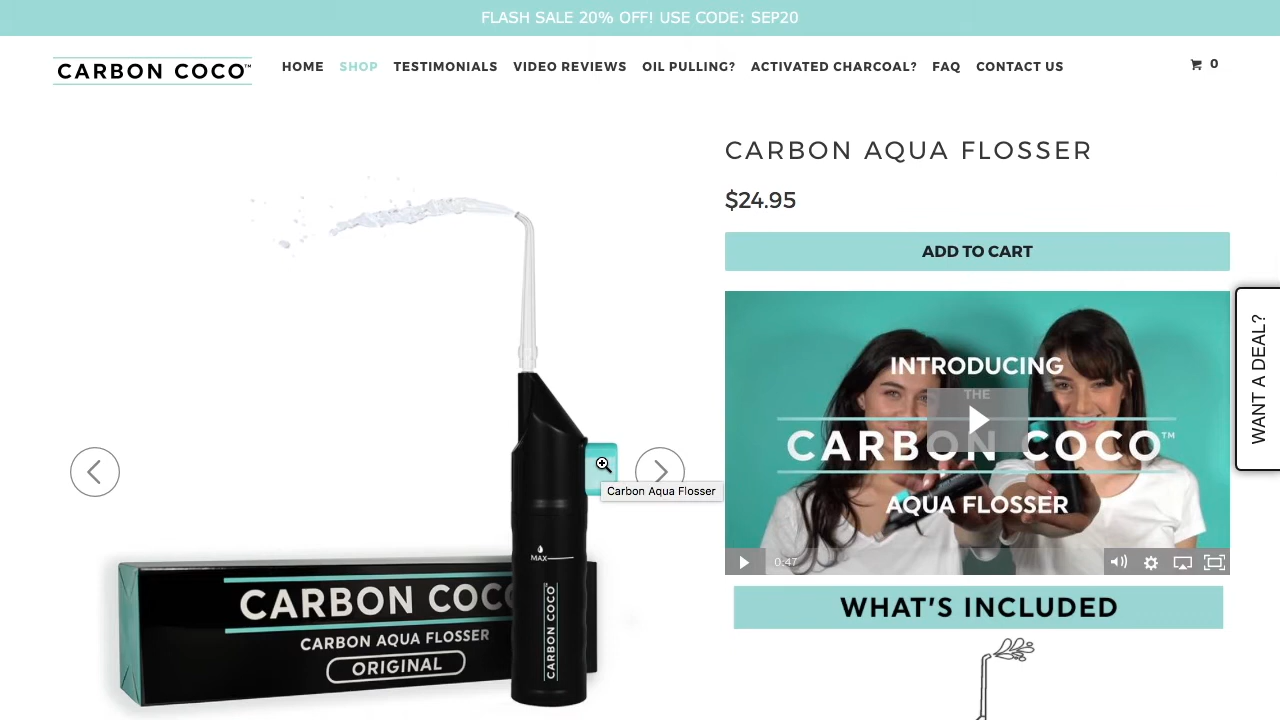 FLASH SALE 20% OFF! USE CODE: SEP20
CARBON COCO™
HOME SHOP TESTIMONIALS VIDEO REVIEWS OIL PULLING? ACTIVATED CHARCOAL? FAQ CONTACT US
0
CARBON AQUA FLOSSER
$24.95
ADD TO CART
INTRODUCING
THE
CARBON COCO™
AQUA FLOSSER
0:47
WANT A DEAL?
WHAT'S INCLUDED
Carbon Aqua Flosser
MAX
CARBON COCO
CARBON COCO
CARBON AQUA FLOSSER
ORIGINAL